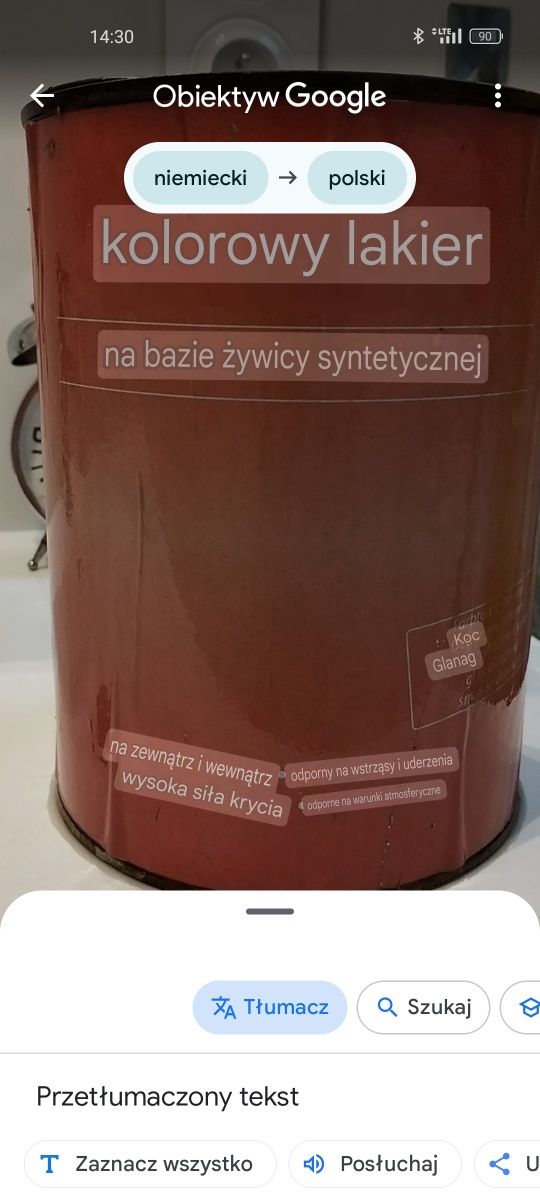 14:30
LTE
90
Obiektyw Google
niemiecki → polski
kolorowy lakier
na bazie żywicy syntetycznej
Koc
Glanag
na zewnątrz i wewnątrz
wysoka siła krycia
odporny na wstrząsy i uderzenia
odporne na warunki atmosferyczne
Tłumacz
Szukaj
Przetłumaczony tekst
Zaznacz wszystko
Posłuchaj
U